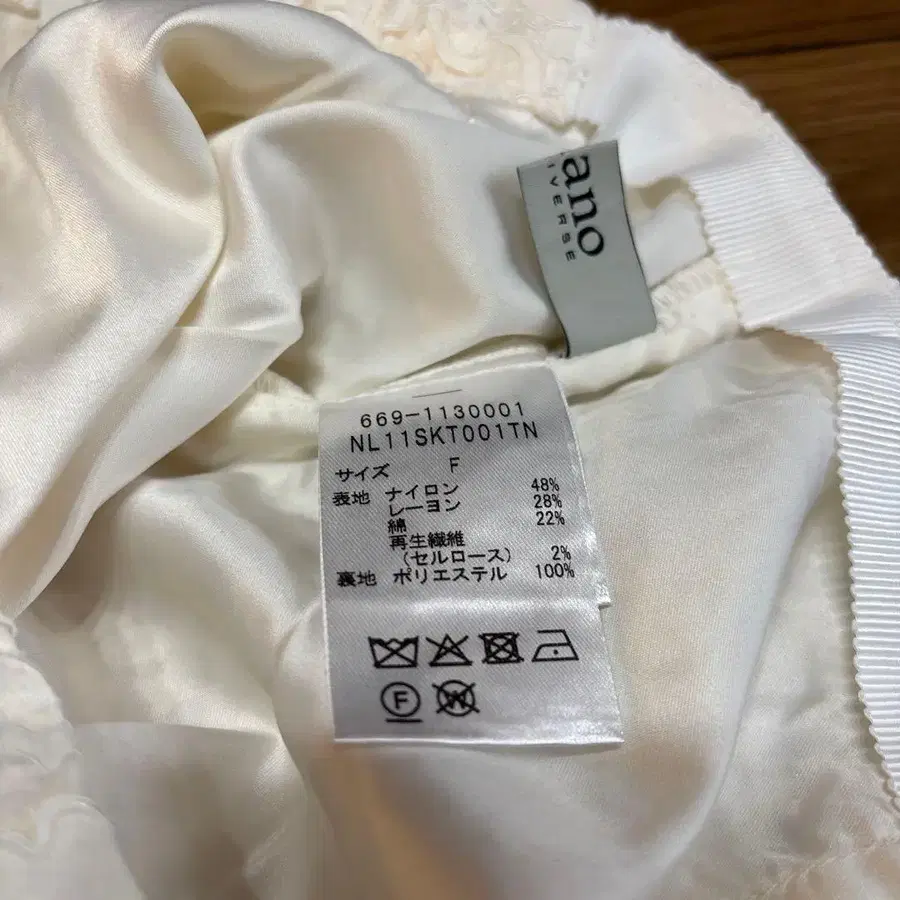 ano
IVERSE
669-1130001
NL11SKT001TN
サイズ F
表地 ナイロン 48%
レーヨン 28%
綿 22%
再生繊維
(セルロース) 2%
裏地 ポリエステル 100%
F
W